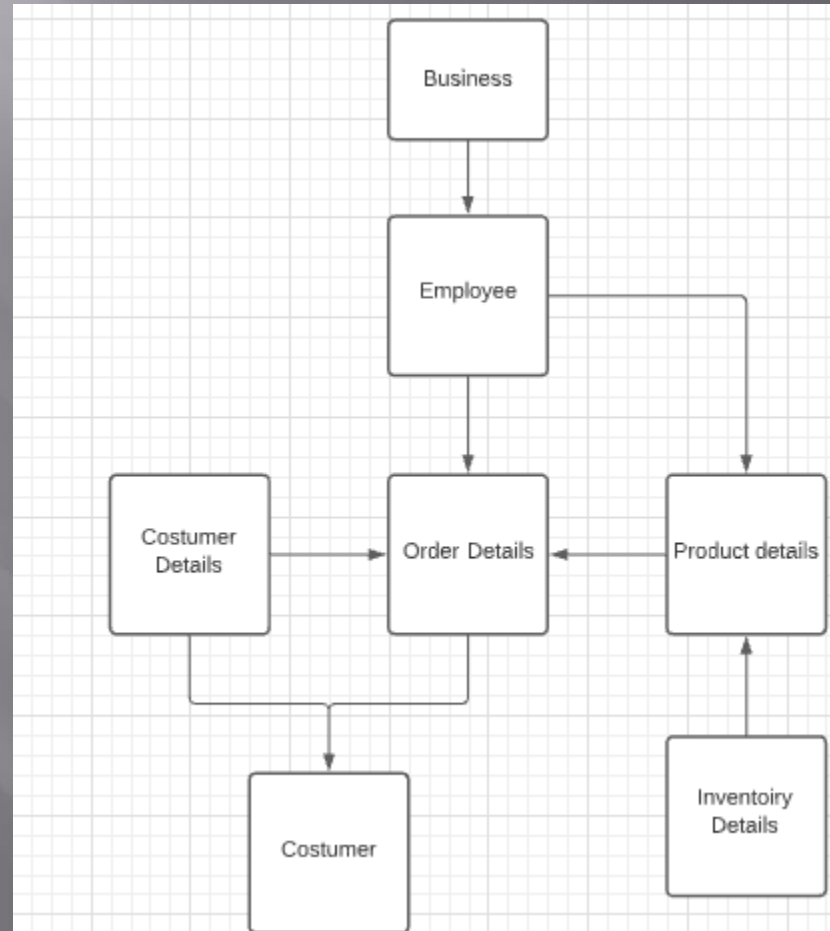 Business
Employee
Costumer
Details
Order Details
Product details
Inventoiry
Details
Costumer